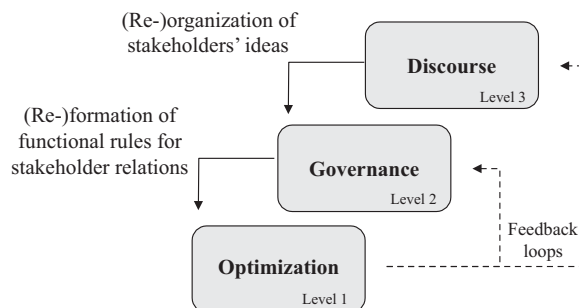 (Re-)organization of
stakeholders’ ideas
Discourse
Level 3
(Re-)formation of
functional rules for
stakeholder relations
Governance
Level 2
Feedback
loops
Optimization
Level 1